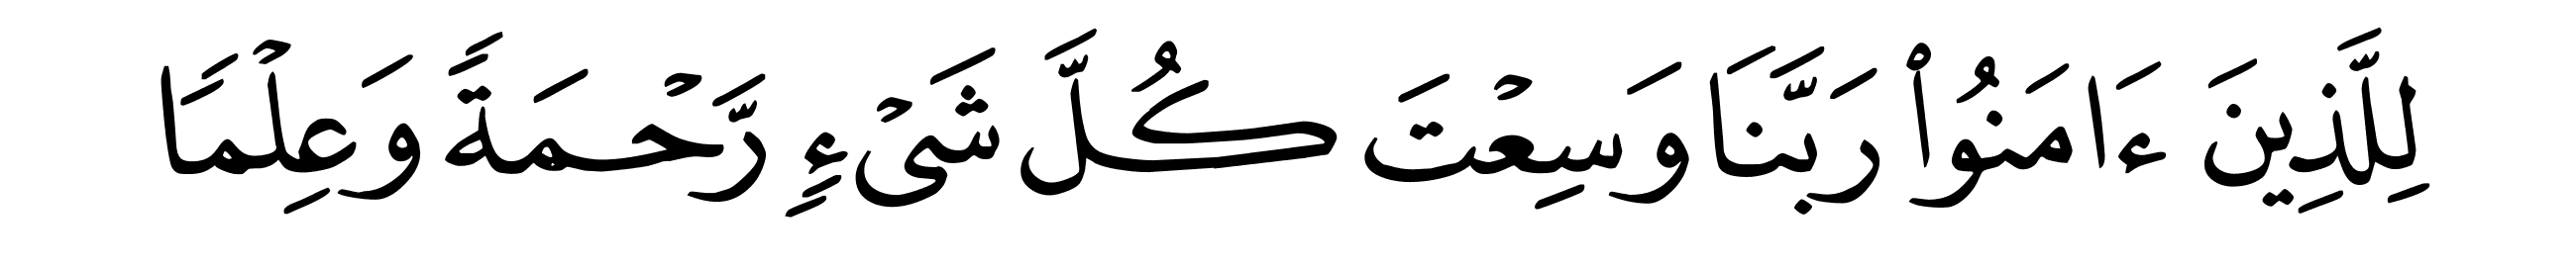 لِلَّذِينَ ءَامَنُواْ رَبَّنَا وَسِعْتَ كُلَّ شَىْءٍ رَّحْمَةً وَعِلْمًا